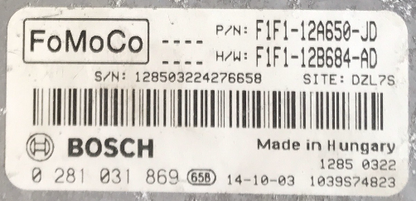 FoMoCo
---- P/N: F1F1-12A650-JD
---- H/W: F1F1-12B684-AD
S/N: 128503224276658 SITE: DZL7S
BOSCH Made in Hungary
1285 0322
0 281 031 869 658 14-10-03 1039S74823